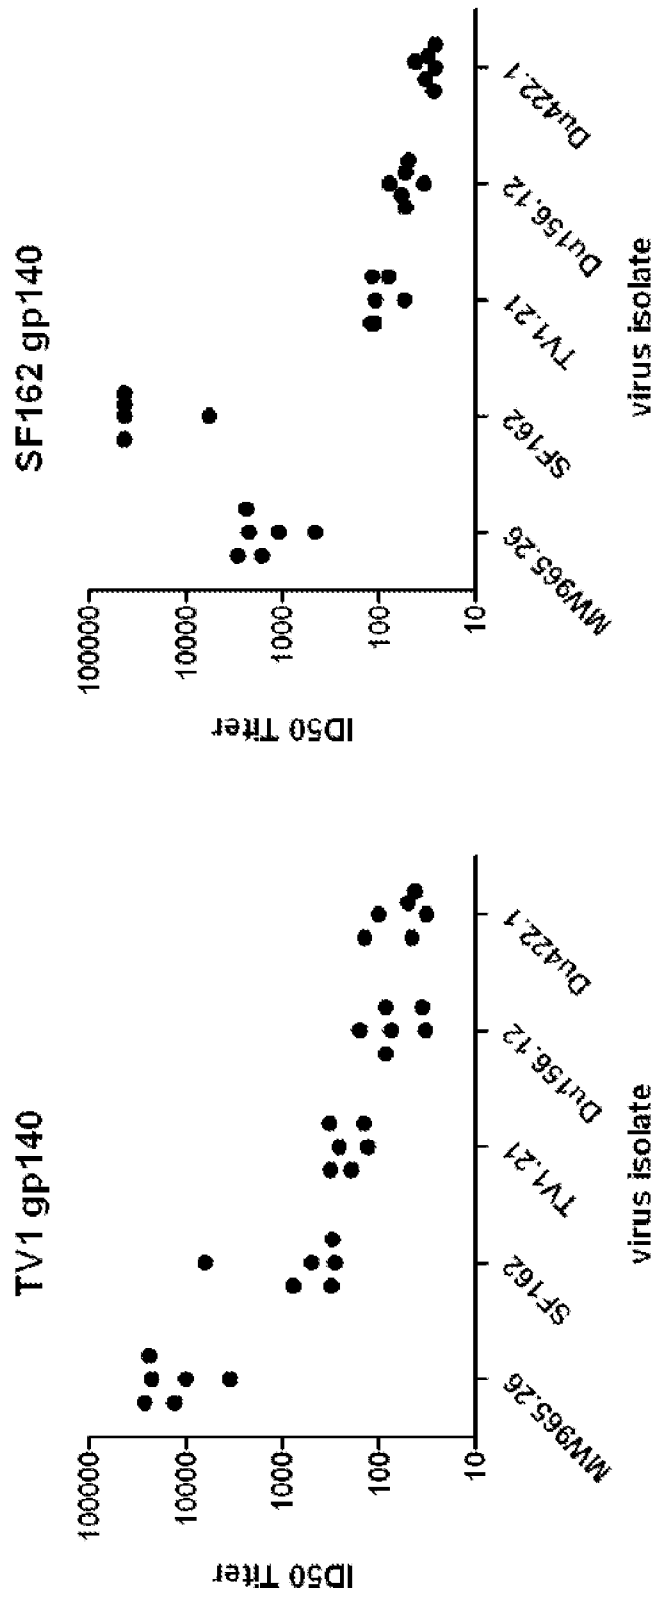 TV1 gp140
100000
10000
1000
100
10
ID50 Titer
MW965.26
SF162
TV1.21
Du156.12
Du422.1
virus isolate
SF162 gp140
100000
10000
1000
100
10
ID50 Titer
MW965.26
SF162
TV1.21
Du156.12
Du422.1
virus isolate